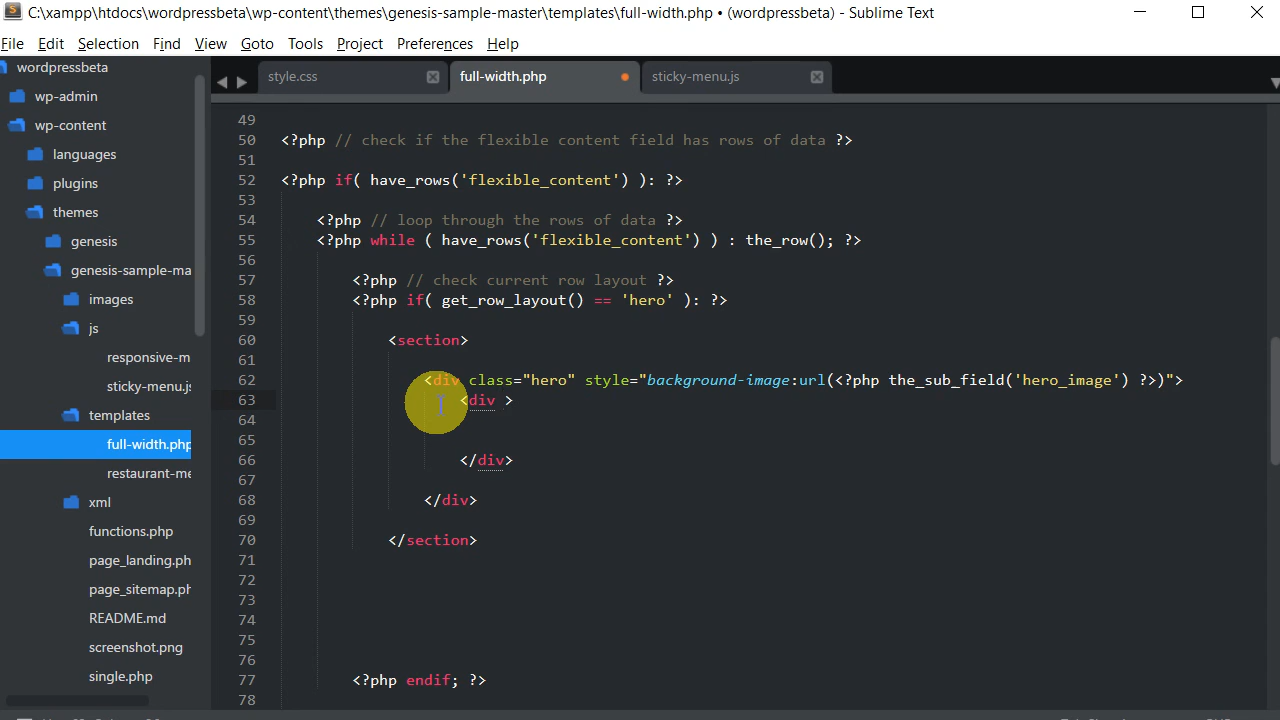 C:\xampp\htdocs\wordpressbeta\wp-content\themes\genesis-sample-master\templates\full-width.php • (wordpressbeta) - Sublime Text
File Edit Selection Find View Goto Tools Project Preferences Help
wordpressbeta
wp-admin
wp-content
languages
plugins
themes
genesis
genesis-sample-ma
images
js
responsive-m
sticky-menu.js
templates
full-width.php
restaurant-me
xml
functions.php
page_landing.ph
page_sitemap.ph
README.md
screenshot.png
single.php
style.css full-width.php sticky-menu.js
49
50 <?php // check if the flexible content field has rows of data ?>
51
52 <?php if( have_rows('flexible_content') ): ?>
53
54 <?php // loop through the rows of data ?>
55 <?php while ( have_rows('flexible_content') ) : the_row(); ?>
56
57 <?php // check current row layout ?>
58 <?php if( get_row_layout() == 'hero' ): ?>
59
60 <section>
61
62 <div class="hero" style="background-image:url(<?php the_sub_field('hero_image') ?>)">
63 <div >
64
65
66 </div>
67
68 </div>
69
70 </section>
71
72
73
74
75
76
77 <?php endif; ?>
78